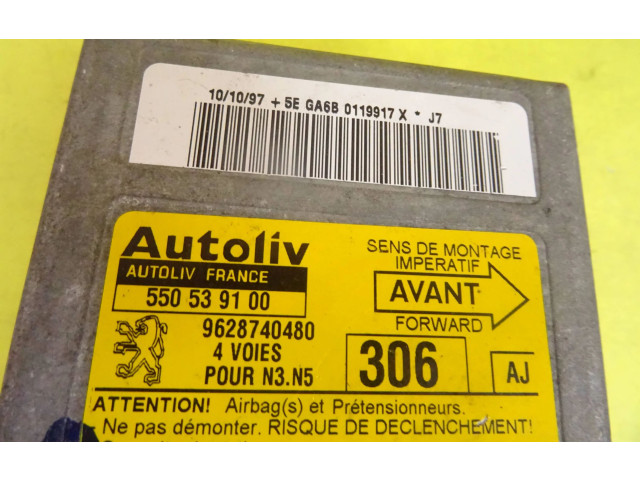 10/10/97 + 5E GA6B 0119917 X * J7
Autoliv
AUTOLIV FRANCE
550 53 91 00
9628740480
4 VOIES
POUR N3.N5
SENS DE MONTAGE
IMPERATIF
AVANT
FORWARD
306
AJ
ATTENTION! Airbag(s) et Prétensionneurs.
Ne pas démonter. RISQUE DE DECLENCHEMENT!